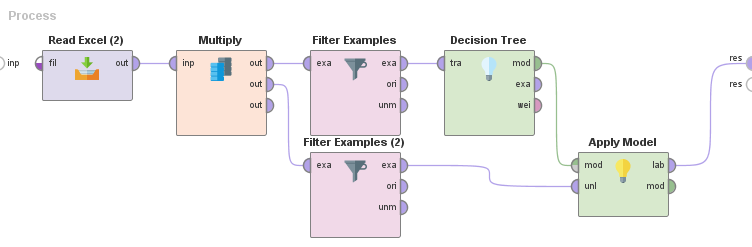 Process
inp
Read Excel (2)
fil
out
Multiply
inp
out
out
out
Filter Examples
exa
exa
ori
unm
Decision Tree
tra
mod
exa
wei
res
res
Filter Examples (2)
exa
exa
ori
unm
Apply Model
mod
lab
unl
mod